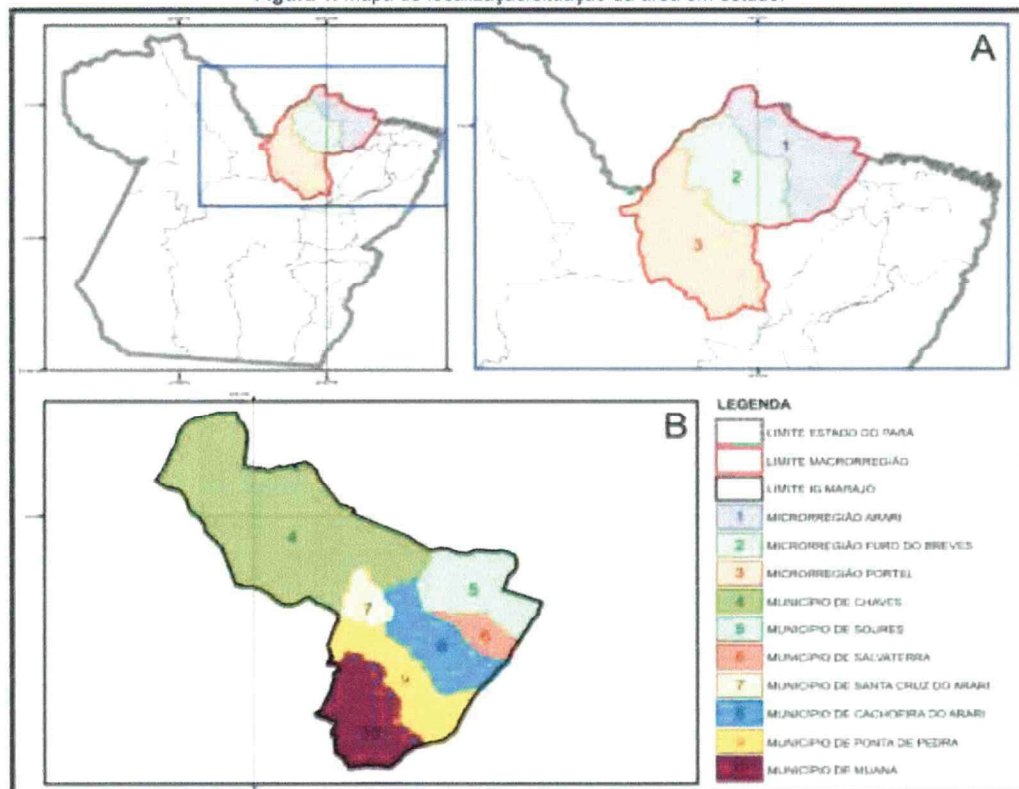 A
1
2
3
B
4
5
6
7
8
9
10
LEGENDA
LIMITE ESTADO DO PARÁ
LIMITE MACRORREGIÃO
LIMITE IG MARAJÓ
1 MICRORREGIÃO ARARI
2 MICRORREGIÃO FURO DO BREVES
3 MICRORREGIÃO PORTEL
4 MUNICÍPIO DE CHAVES
5 MUNICÍPIO DE SOURES
6 MUNICÍPIO DE SALVATERRA
7 MUNICÍPIO DE SANTA CRUZ DO ARARI
8 MUNICÍPIO DE CACHOEIRA DO ARARI
9 MUNICÍPIO DE PONTA DE PEDRA
10 MUNICÍPIO DE MUANÁ